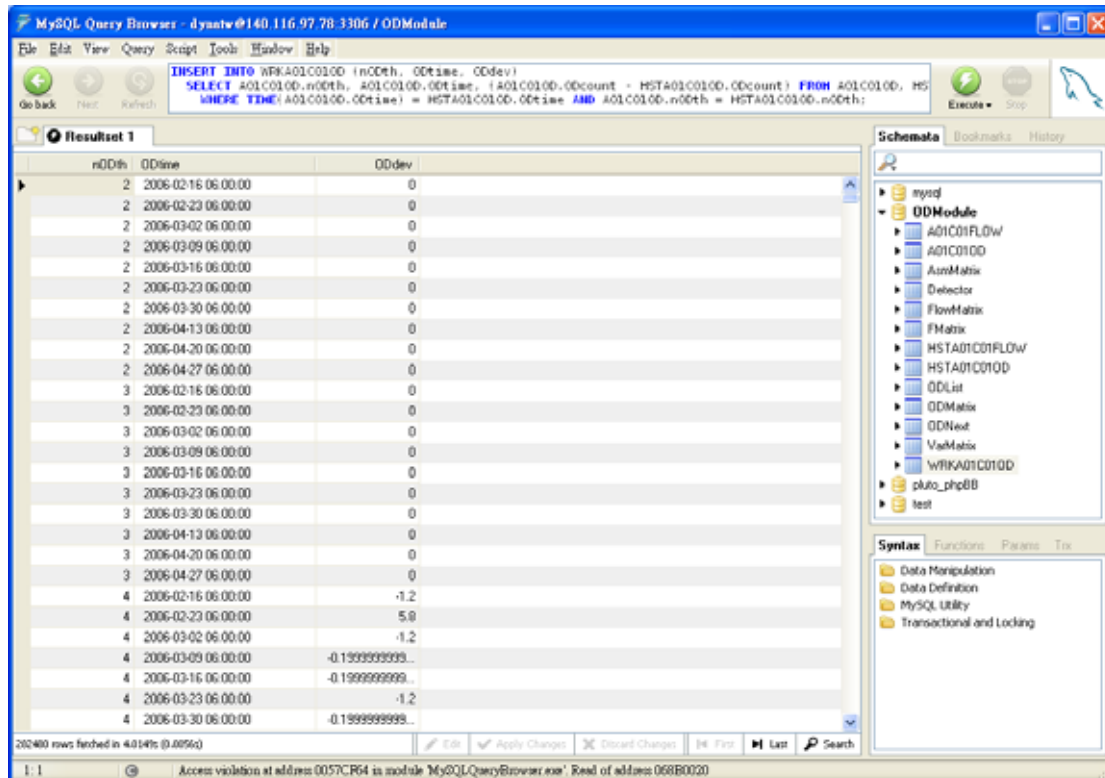 MySQL Query Browser - dynatw@140.116.97.78:3306 / ODModule
File Edit View Query Script Tools Window Help
Go back Next Refresh
INSERT INTO WRKA01C01OD (nODth, ODtime, ODdev)
SELECT A01C01OD.nODth, A01C01OD.ODtime, (A01C01OD.ODcount - HSTA01C01OD.ODcount) FROM A01C01OD, HS
WHERE TIME(A01C01OD.ODtime) = HSTA01C01OD.ODtime AND A01C01OD.nODth = HSTA01C01OD.nODth;
Execute Stop
Resultset 1
nODth ODtime ODdev
2 2006-02-16 06:00:00 0
2 2006-02-23 06:00:00 0
2 2006-03-02 06:00:00 0
2 2006-03-09 06:00:00 0
2 2006-03-16 06:00:00 0
2 2006-03-23 06:00:00 0
2 2006-03-30 06:00:00 0
2 2006-04-13 06:00:00 0
2 2006-04-20 06:00:00 0
2 2006-04-27 06:00:00 0
3 2006-02-16 06:00:00 0
3 2006-02-23 06:00:00 0
3 2006-03-02 06:00:00 0
3 2006-03-09 06:00:00 0
3 2006-03-16 06:00:00 0
3 2006-03-23 06:00:00 0
3 2006-03-30 06:00:00 0
3 2006-04-13 06:00:00 0
3 2006-04-20 06:00:00 0
3 2006-04-27 06:00:00 0
4 2006-02-16 06:00:00 -1.2
4 2006-02-23 06:00:00 5.8
4 2006-03-02 06:00:00 -1.2
4 2006-03-09 06:00:00 -0.1999999999...
4 2006-03-16 06:00:00 -0.1999999999...
4 2006-03-23 06:00:00 -1.2
4 2006-03-30 06:00:00 -0.1999999999...
Schemata Bookmarks History
mysql
ODModule
A01C01FLOW
A01C01OD
AsmMatrix
Detector
FlowMatrix
FMatrix
HSTA01C01FLOW
HSTA01C01OD
ODList
ODMatrix
ODNext
VarMatrix
WRKA01C01OD
pluto_phpBB
test
Syntax Functions Params Trx
Data Manipulation
Data Definition
MySQL Utility
Transactional and Locking
282480 rows fetched in 4.0149s (0.0056s)
Edit Apply Changes Discard Changes First Last Search
1: 1 Access violation at address 0057CF64 in module 'MySQLQueryBrowser.exe'. Read of address 068B0020